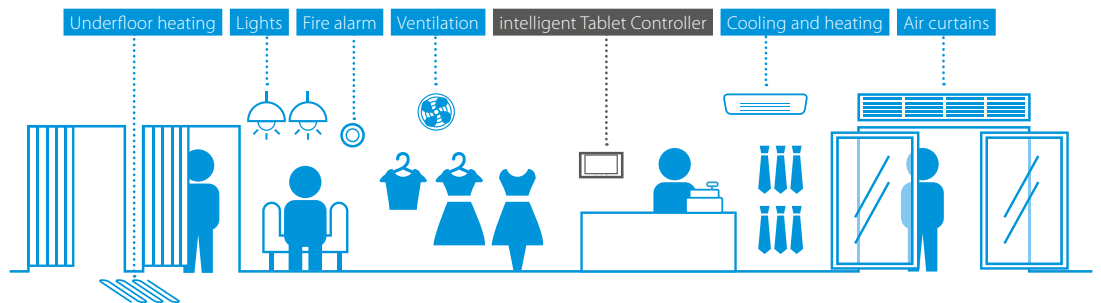 Underfloor heating
Lights
Fire alarm
Ventilation
intelligent Tablet Controller
Cooling and heating
Air curtains